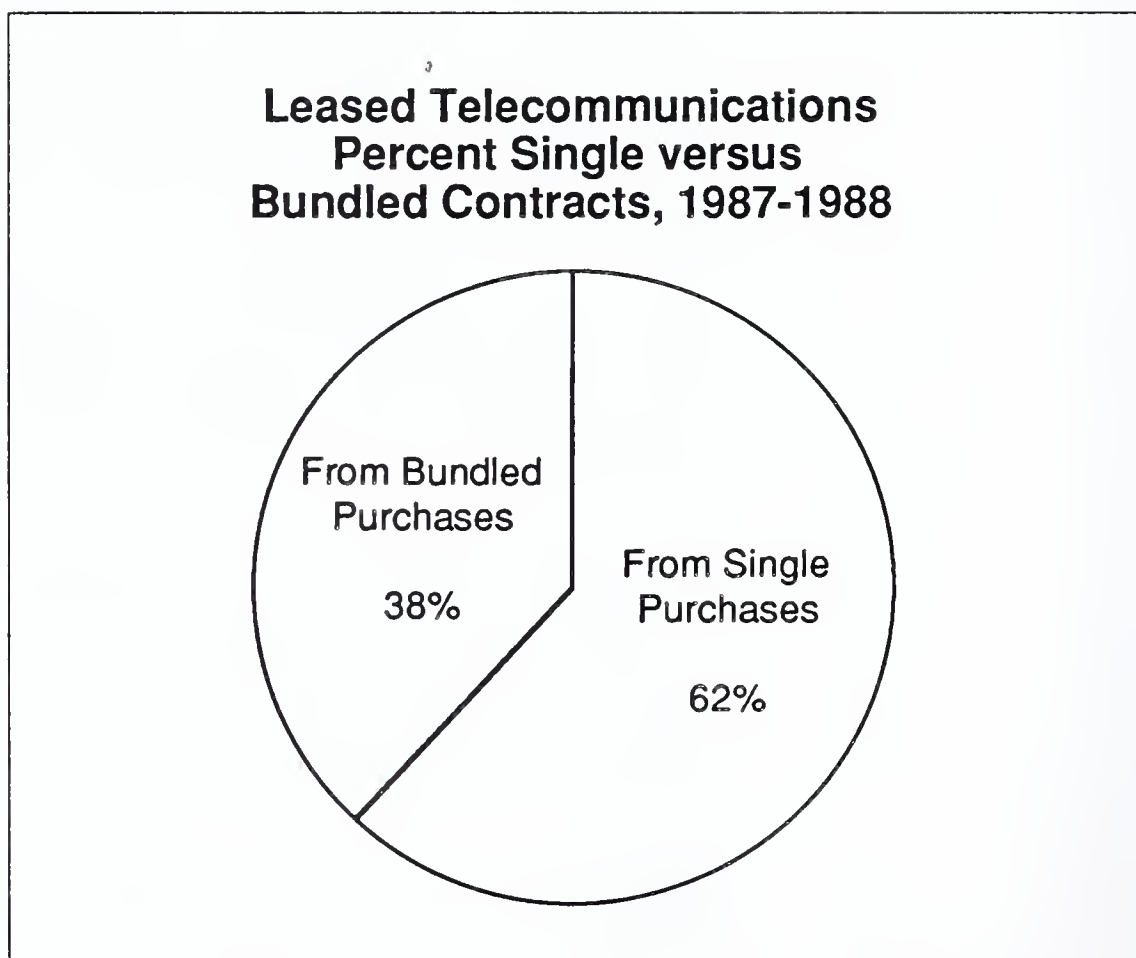 Leased Telecommunications
Percent Single versus
Bundled Contracts, 1987-1988
From Bundled
Purchases
38%
From Single
Purchases
62%